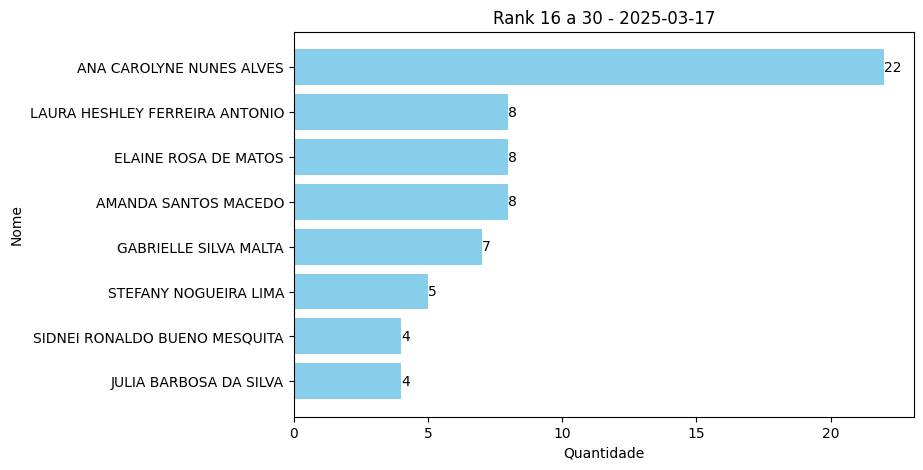 Rank 16 a 30 - 2025-03-17
ANA CAROLYNE NUNES ALVES 22
LAURA HESHLEY FERREIRA ANTONIO 8
ELAINE ROSA DE MATOS 8
AMANDA SANTOS MACEDO 8
GABRIELLE SILVA MALTA 7
STEFANY NOGUEIRA LIMA 5
SIDNEI RONALDO BUENO MESQUITA 4
JULIA BARBOSA DA SILVA 4
Nome
0 5 10 15 20
Quantidade